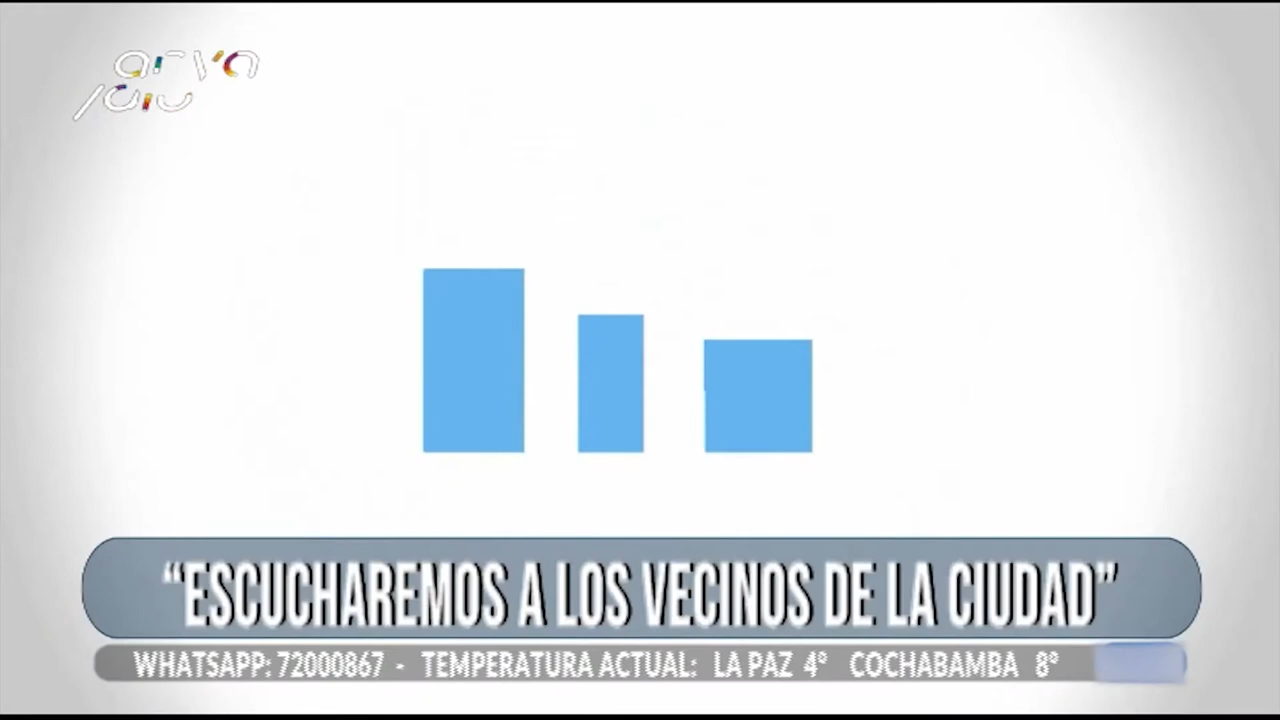 “ESCUCHAREMOS A LOS VECINOS DE LA CIUDAD”
WHATSAPP: 72000867 - TEMPERATURA ACTUAL: LA PAZ 4° COCHABAMBA 8°